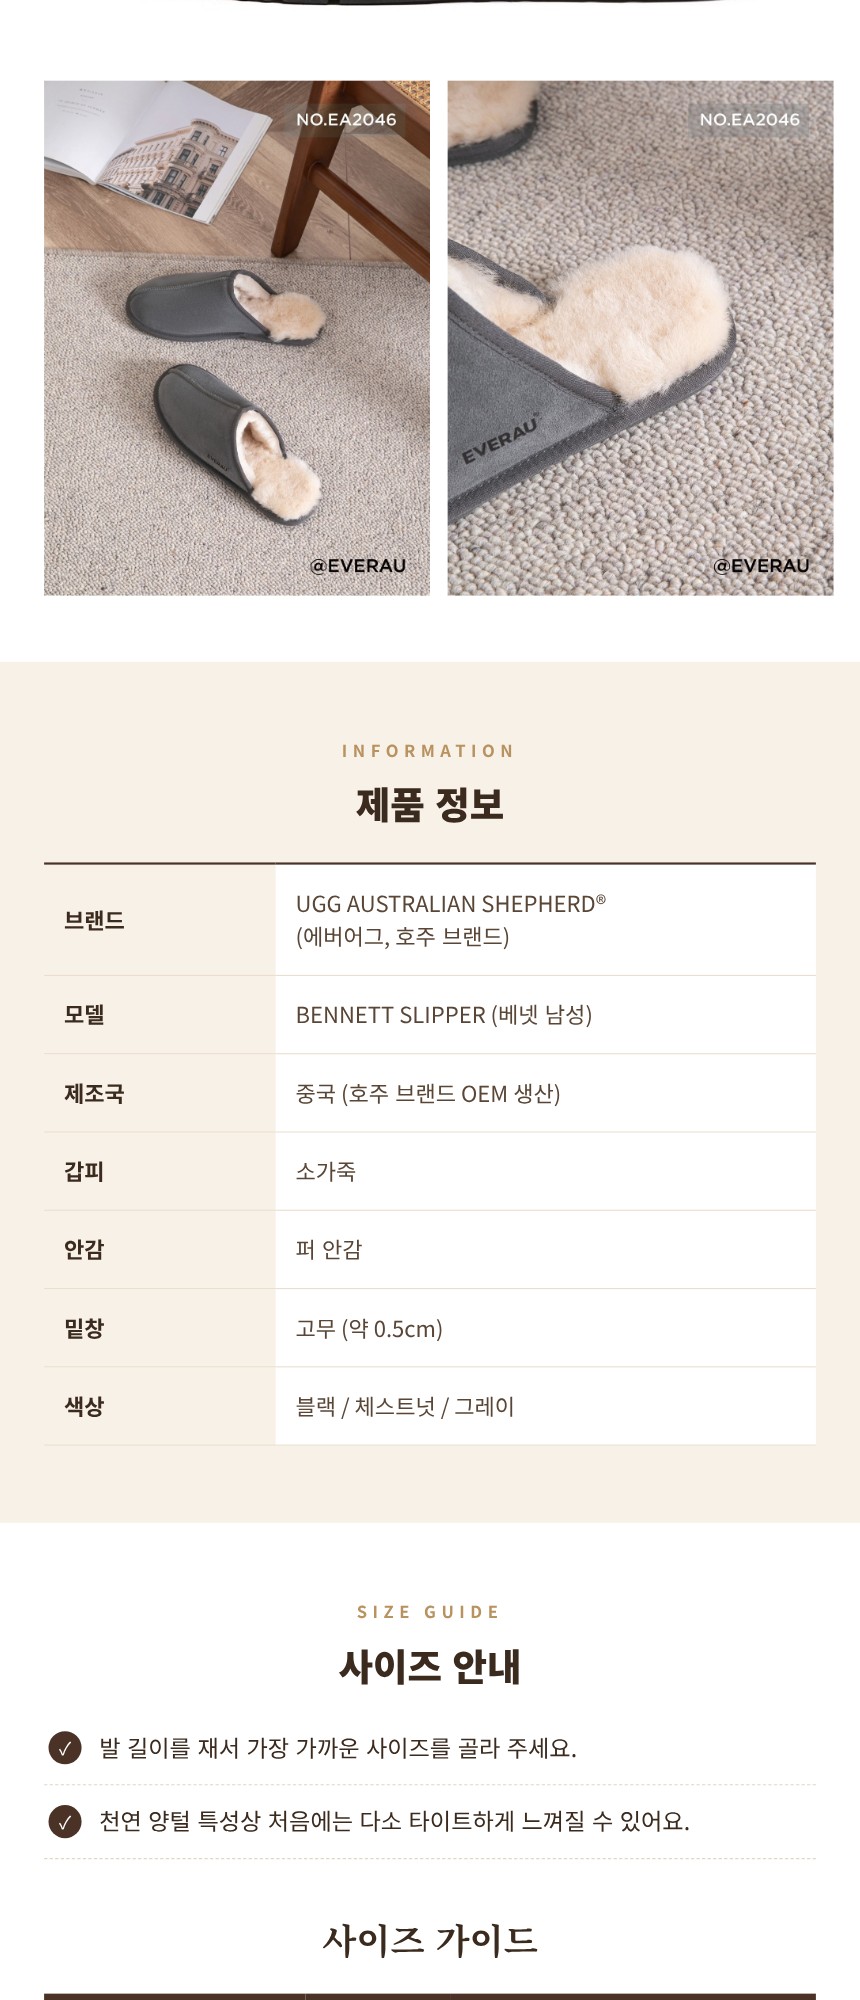 NO.EA2046
EVERAU
@EVERAU
NO.EA2046
EVERAU
@EVERAU
INFORMATION
제품 정보
브랜드
UGG AUSTRALIAN SHEPHERD®
(에버어그, 호주 브랜드)
모델
BENNETT SLIPPER (베넷 남성)
제조국
중국 (호주 브랜드 OEM 생산)
갑피
소가죽
안감
퍼 안감
밑창
고무 (약 0.5cm)
색상
블랙 / 체스트넛 / 그레이
SIZE GUIDE
사이즈 안내
✓ 발 길이를 재서 가장 가까운 사이즈를 골라 주세요.
✓ 천연 양털 특성상 처음에는 다소 타이트하게 느껴질 수 있어요.
사이즈 가이드